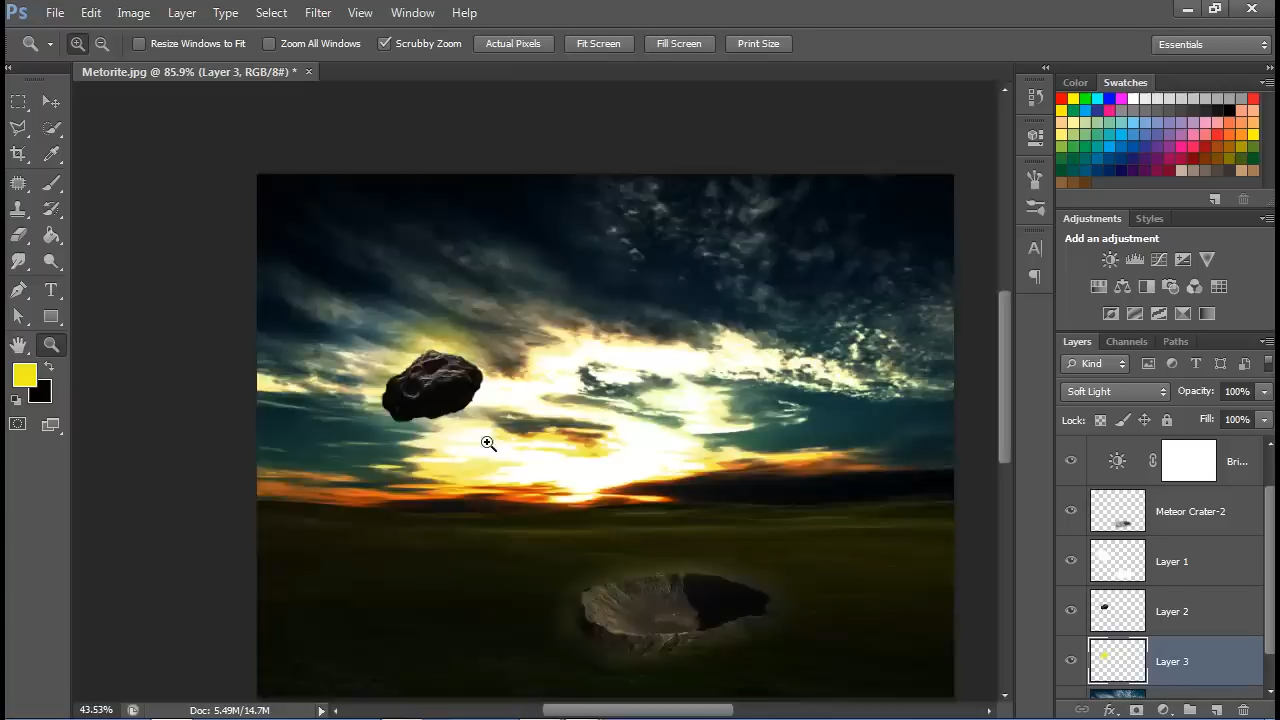 Ps File Edit Image Layer Type Select Filter View Window Help
Resize Windows to Fit Zoom All Windows Scrubby Zoom Actual Pixels Fit Screen Fill Screen Print Size Essentials
Metorite.jpg @ 85.9% (Layer 3, RGB/8#) * ×
Color Swatches
Adjustments Styles
Add an adjustment
Layers Channels Paths
Kind
Soft Light Opacity: 100%
Lock: Fill: 100%
Bri...
Meteor Crater-2
Layer 1
Layer 2
Layer 3
43.53% Doc: 5.49M/14.7M